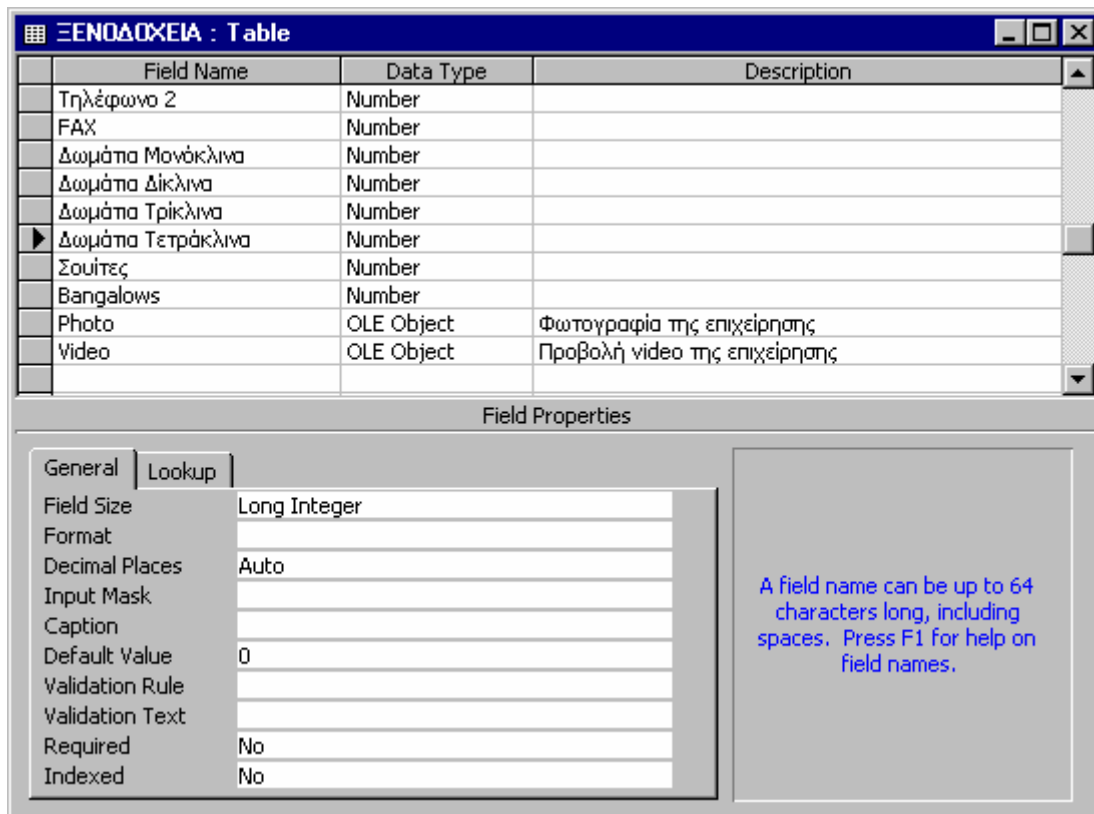 ΞΕΝΟΔΟΧΕΙΑ : Table
Field Name Data Type Description
Τηλέφωνο 2 Number
FAX Number
Δωμάτια Μονόκλινα Number
Δωμάτια Δίκλινα Number
Δωμάτια Τρίκλινα Number
Δωμάτια Τετράκλινα Number
Σουίτες Number
Bangalows Number
Photo OLE Object Φωτογραφία της επιχείρησης
Video OLE Object Προβολή video της επιχείρησης
Field Properties
General Lookup
Field Size Long Integer
Format
Decimal Places Auto
Input Mask
Caption
Default Value 0
Validation Rule
Validation Text
Required No
Indexed No
A field name can be up to 64
characters long, including
spaces. Press F1 for help on
field names.